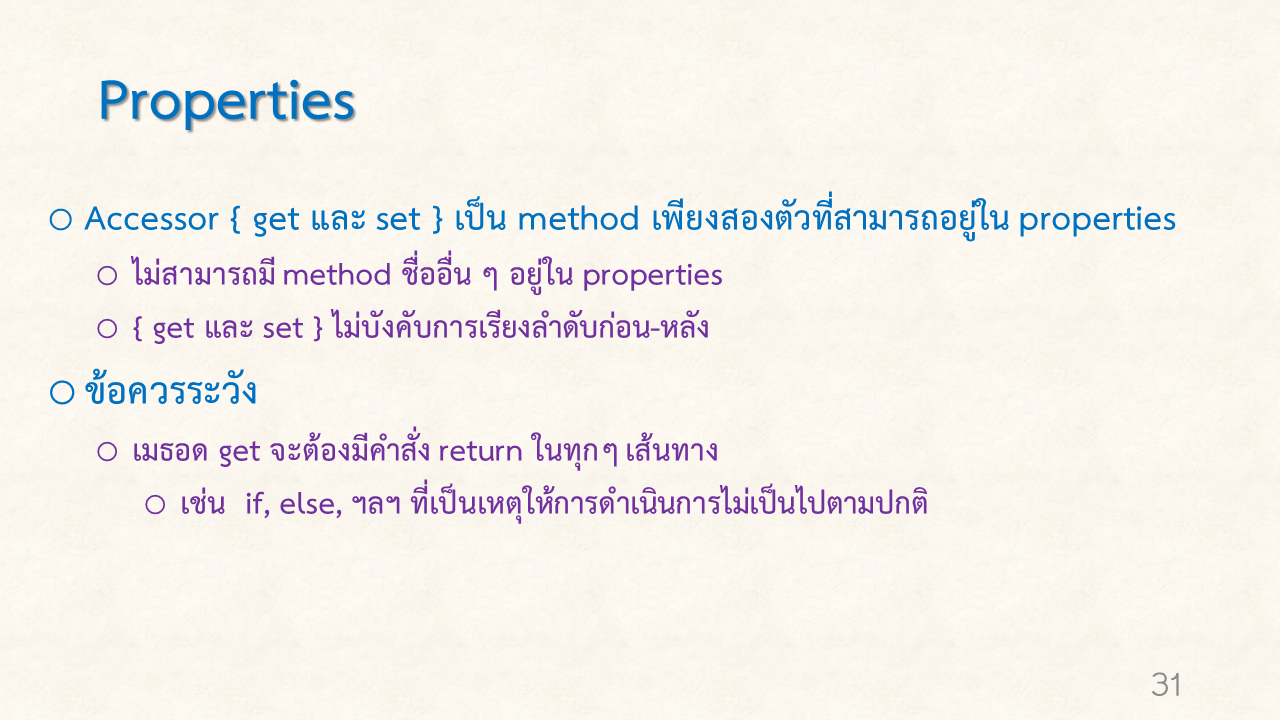 Properties
Accessor { get และ set } เป็น method เพียงสองตัวที่สามารถอยู่ใน properties
ไม่สามารถมี method ชื่ออื่น ๆ อยู่ใน properties
{ get และ set } ไม่บังคับการเรียงลำดับก่อน-หลัง
ข้อควรระวัง
เมธอด get จะต้องมีคำสั่ง return ในทุกๆ เส้นทาง
เช่น if, else, ฯลฯ ที่เป็นเหตุให้การดำเนินการไม่เป็นไปตามปกติ
31